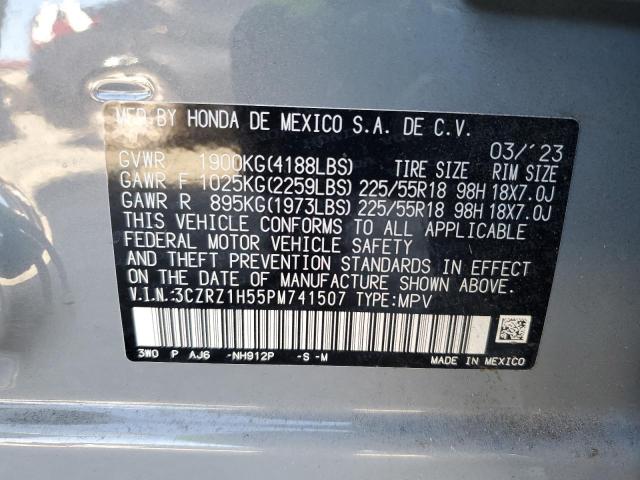 MFD BY HONDA DE MEXICO S.A. DE C.V.
03/'23
GVWR 1900KG(4188LBS) TIRE SIZE RIM SIZE
GAWR F 1025KG(2259LBS) 225/55R18 98H 18X7.0J
GAWR R 895KG(1973LBS) 225/55R18 98H 18X7.0J
THIS VEHICLE CONFORMS TO ALL APPLICABLE
FEDERAL MOTOR VEHICLE SAFETY
AND THEFT PREVENTION STANDARDS IN EFFECT
ON THE DATE OF MANUFACTURE SHOWN ABOVE.
V.I.N.:3CZRZ1H55PM741507 TYPE:MPV
3W0 P AJ6 -NH912P -S-M MADE IN MEXICO